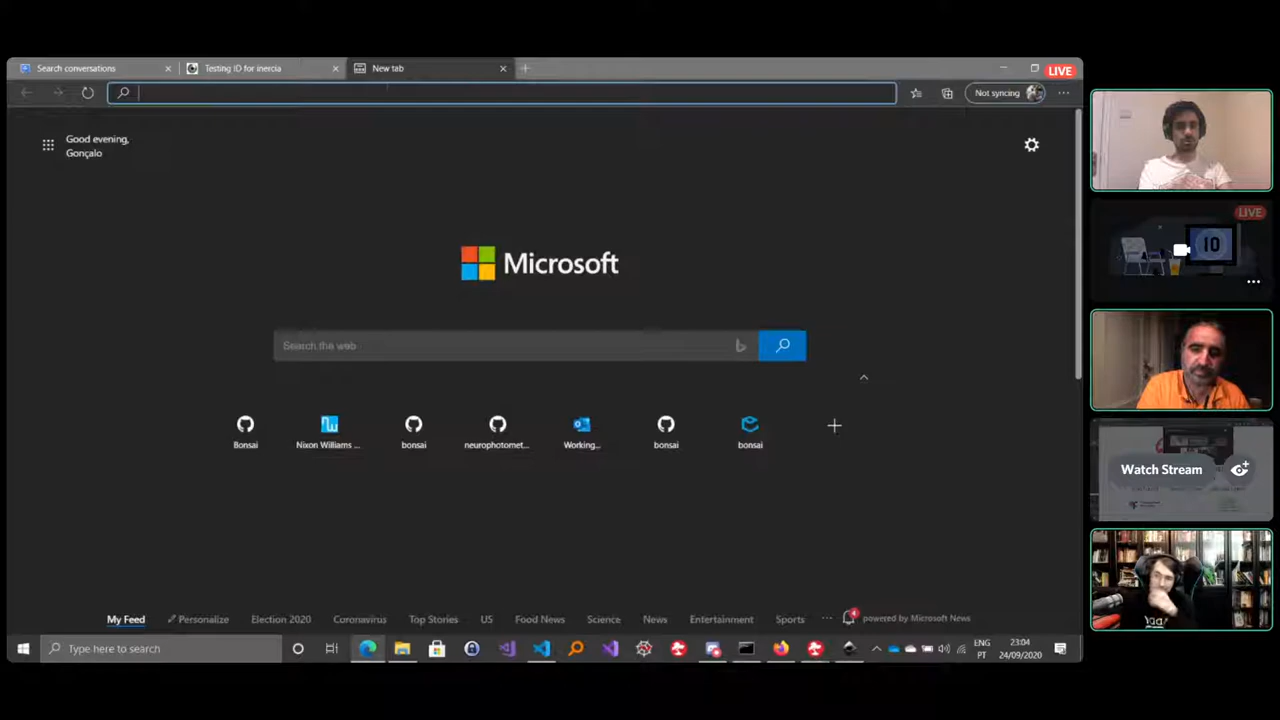 Search conversations
Testing ID for inercia
New tab
LIVE
Not syncing
Good evening,
Gonçalo
Microsoft
Search the web
Bonsai
Nixon Williams ...
bonsai
neurophotomet...
Working...
bonsai
bonsai
My Feed
Personalize
Election 2020
Coronavirus
Top Stories
US
Food News
Science
News
Entertainment
Sports
4
powered by Microsoft News
Type here to search
ENG
PT
23:04
24/09/2020
LIVE
10
Watch Stream